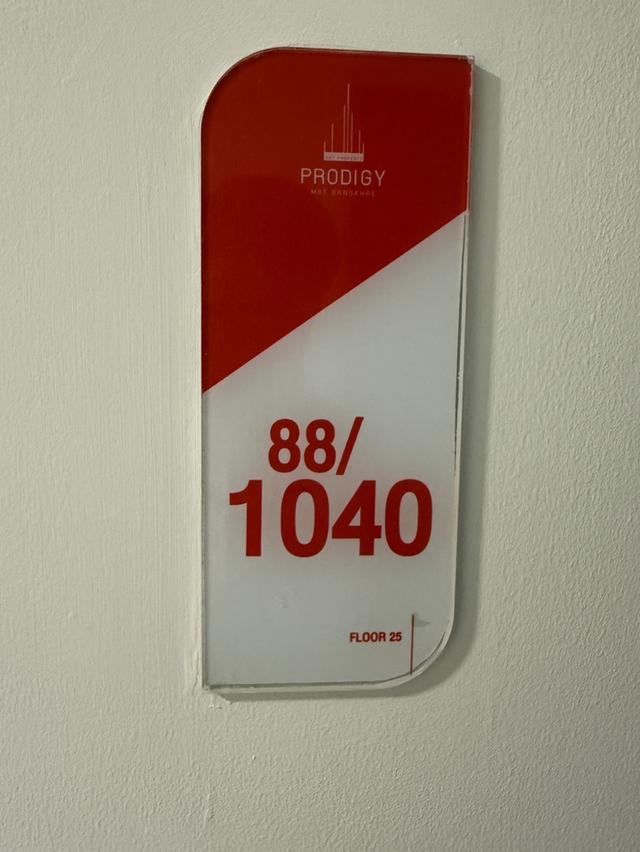 PRODIGY
MRT BANGKHAE
88/
1040
FLOOR 25